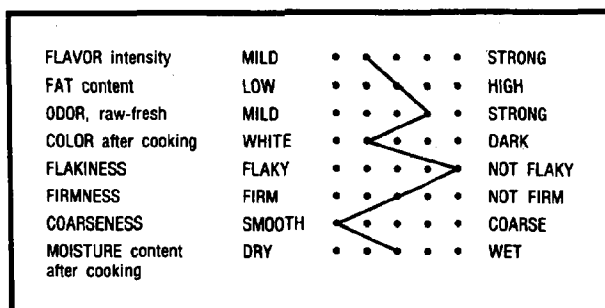 FLAVOR intensity MILD STRONG
FAT content LOW HIGH
ODOR, raw-fresh MILD STRONG
COLOR after cooking WHITE DARK
FLAKINESS FLAKY NOT FLAKY
FIRMNESS FIRM NOT FIRM
COARSENESS SMOOTH COARSE
MOISTURE content DRY WET
after cooking